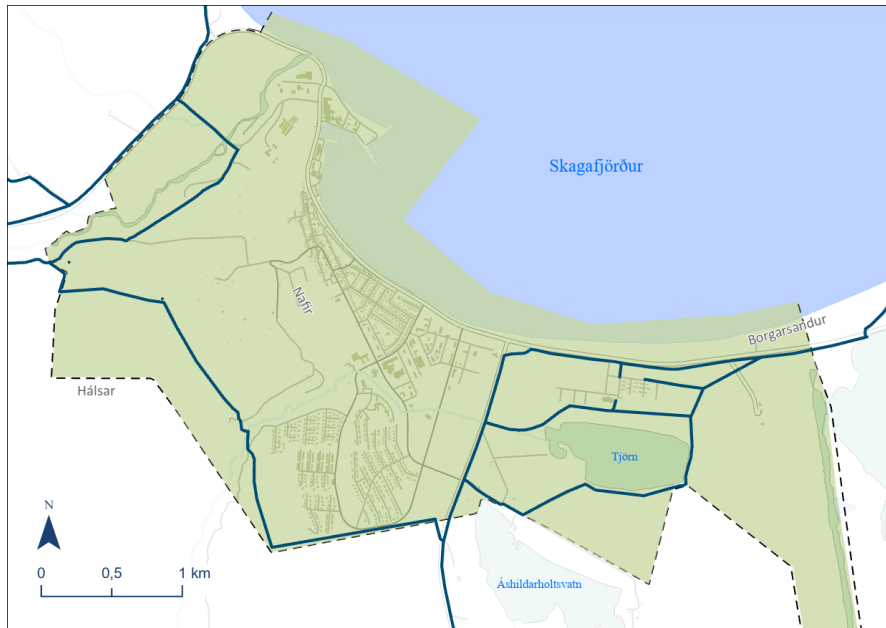 Skagafjörður
Nafir
Borgarsandur
Hálsar
Tjörn
N
0 0,5 1 km
Áshildarholtsvatn